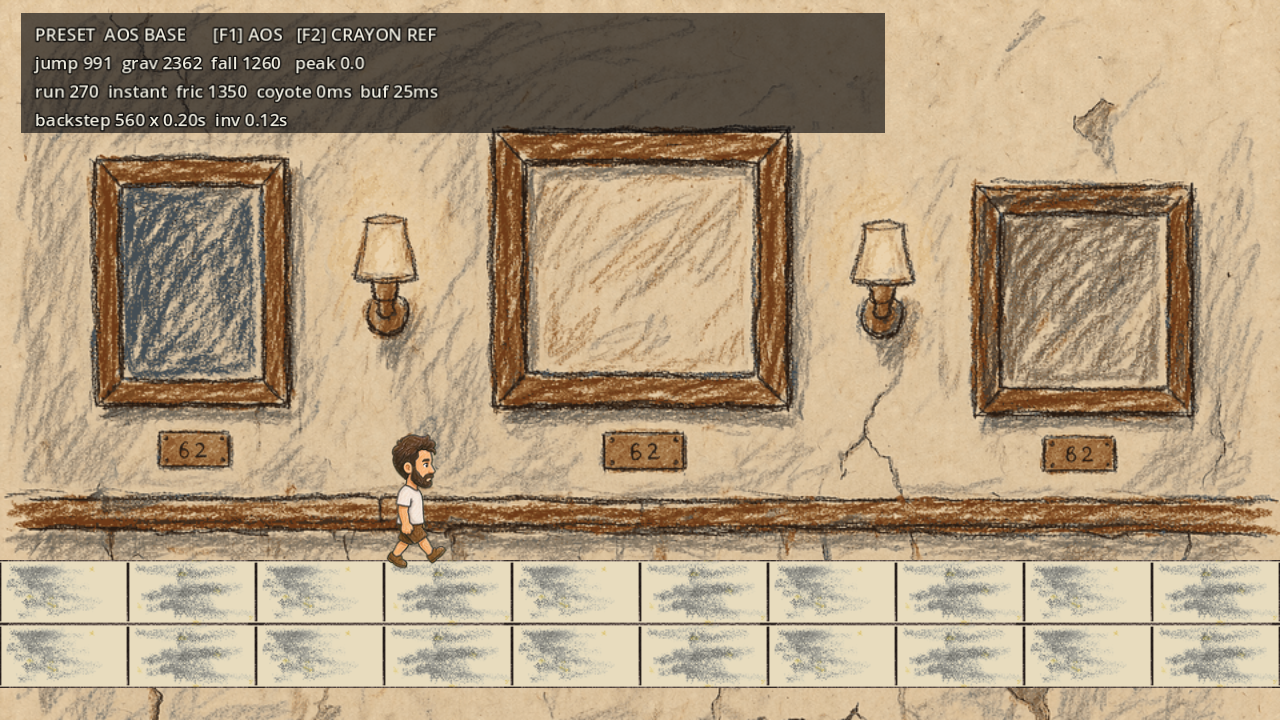 PRESET  AOS BASE     [F1] AOS   [F2] CRAYON REF
jump 991  grav 2362  fall 1260   peak 0.0
run 270  instant  fric 1350  coyote 0ms  buf 25ms
backstep 560 x 0.20s  inv 0.12s
62
62
62